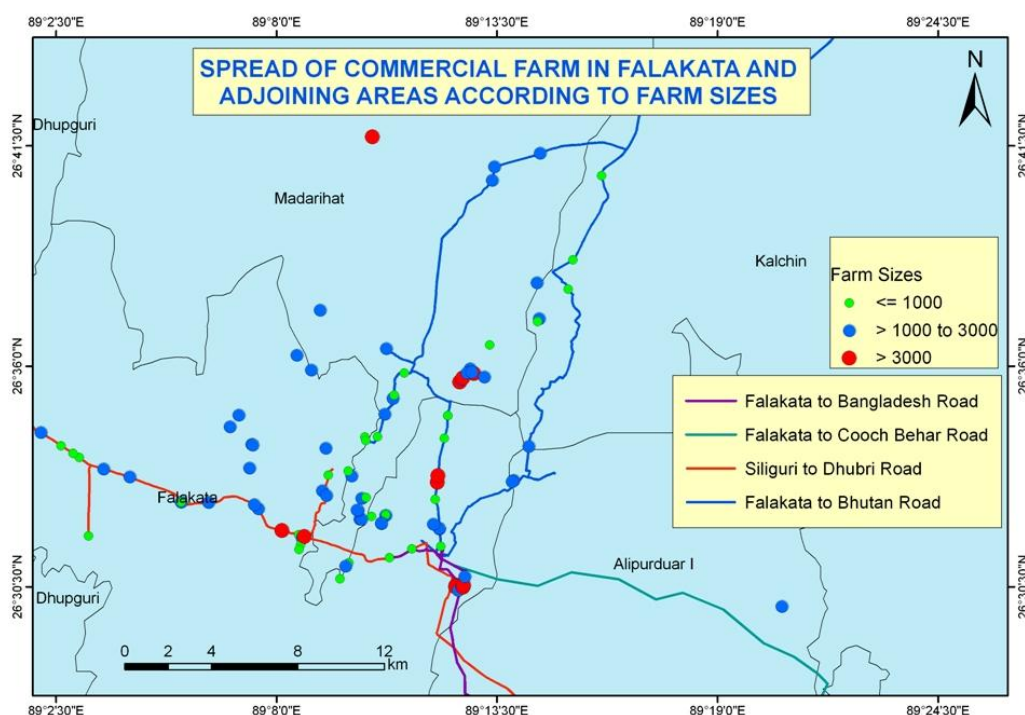 89°2'30"E 89°8'0"E 89°13'30"E 89°19'0"E 89°24'30"E
SPREAD OF COMMERCIAL FARM IN FALAKATA AND
ADJOINING AREAS ACCORDING TO FARM SIZES
N
Dhupguri
26°41'30"N 26°41'30"N
Madarihat
Kalchin
Farm Sizes
<= 1000
> 1000 to 3000
> 3000
26°36'0"N 26°36'0"N
Falakata to Bangladesh Road
Falakata to Cooch Behar Road
Siliguri to Dhubri Road
Falakata to Bhutan Road
Falakata
Alipurduar I
Dhupguri
26°30'30"N 26°30'30"N
0 2 4 8 12
km
89°2'30"E 89°8'0"E 89°13'30"E 89°19'0"E 89°24'30"E